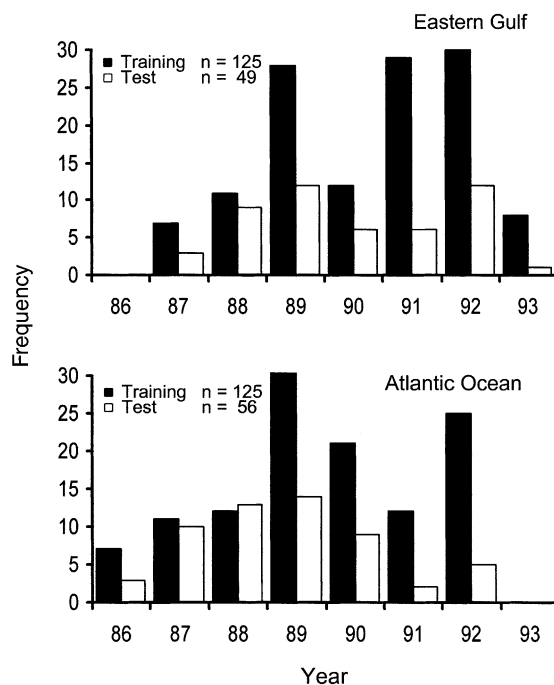 Eastern Gulf
30
Training n = 125
Test n = 49
25
20
15
10
5
0
86 87 88 89 90 91 92 93
Frequency
Atlantic Ocean
30
Training n = 125
Test n = 56
25
20
15
10
5
0
86 87 88 89 90 91 92 93
Year